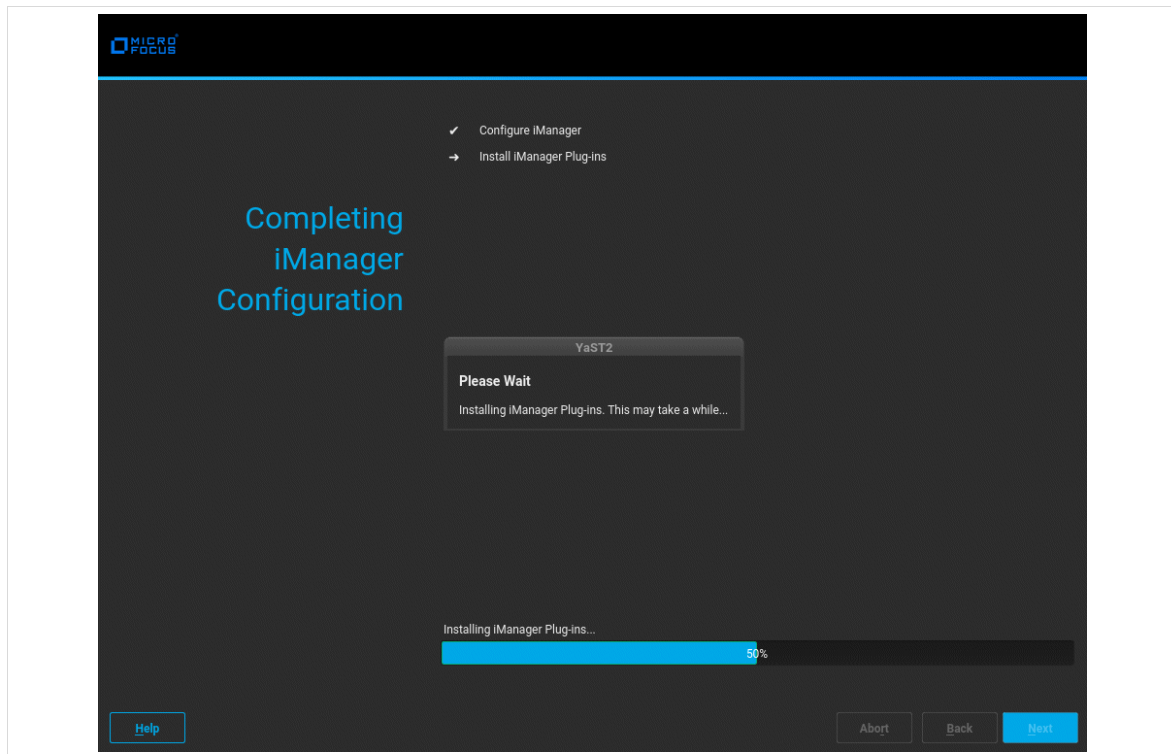 MICRO
FOCUS
Configure iManager
Install iManager Plug-ins
Completing
iManager
Configuration
YaST2
Please Wait
Installing iManager Plug-ins. This may take a while...
Installing iManager Plug-ins...
50%
Help
Abort
Back
Next